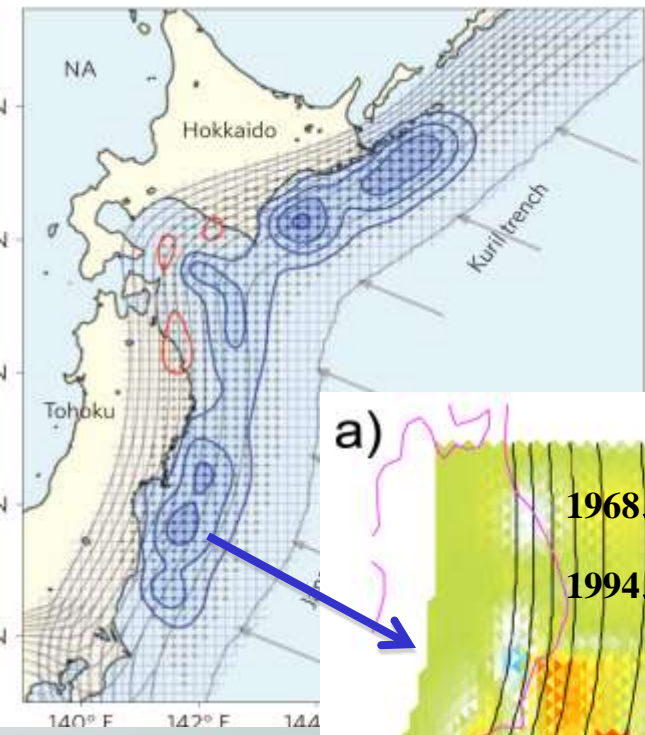 NA
Hokkaido
Kuril trench
Tohoku
a)
1968
1994
N
N
N
N
N
140° E
142° E
144